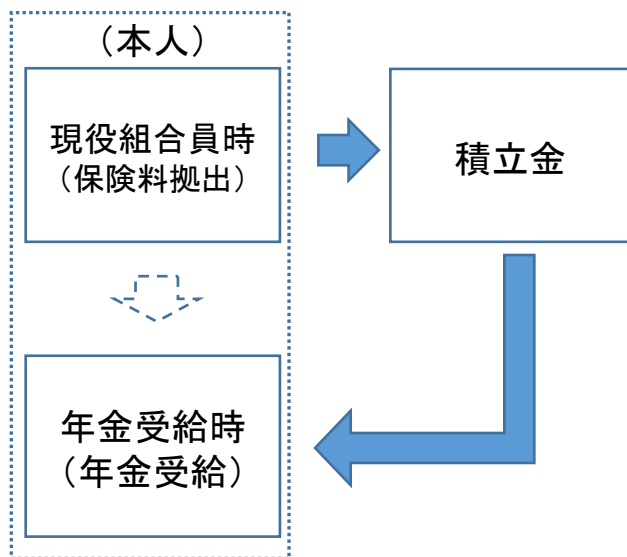 （本人）
現役組合員時
（保険料拠出）
積立金
年金受給時
（年金受給）